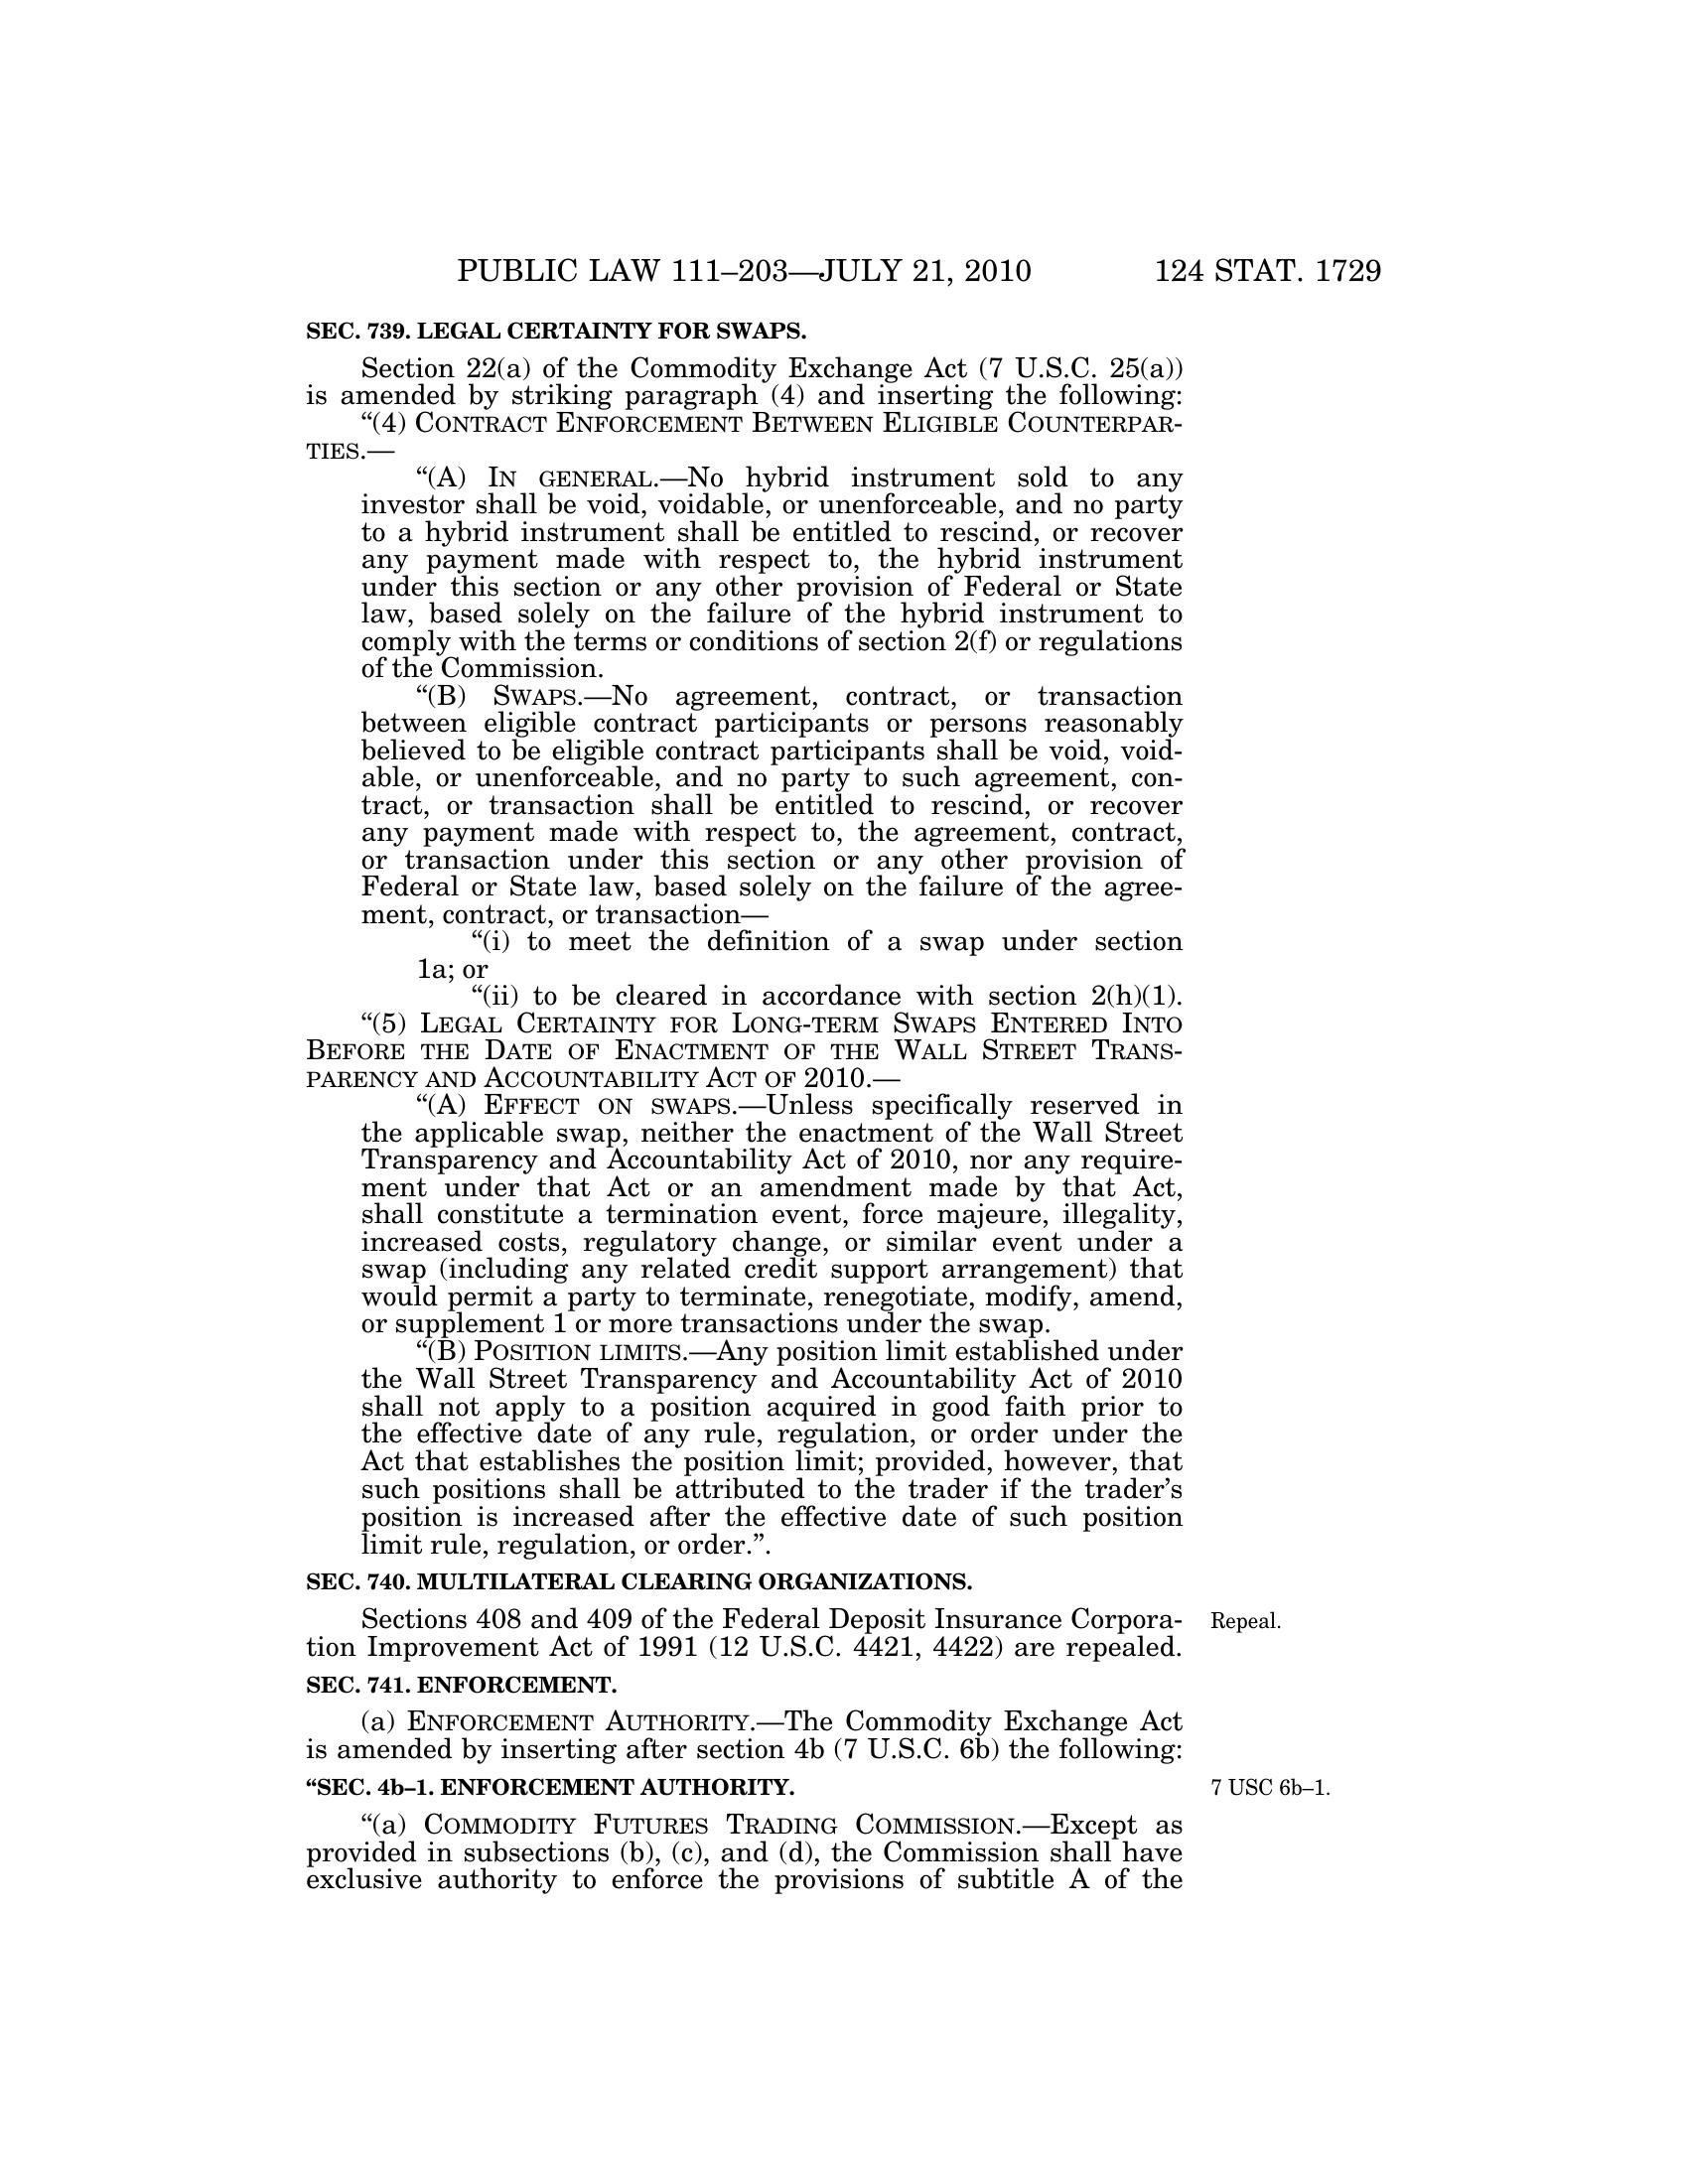 PUBLIC LAW 111–203—JULY 21, 2010 124 STAT. 1729
SEC. 739. LEGAL CERTAINTY FOR SWAPS.
Section 22(a) of the Commodity Exchange Act (7 U.S.C. 25(a))
is amended by striking paragraph (4) and inserting the following:
“(4) CONTRACT ENFORCEMENT BETWEEN ELIGIBLE COUNTERPAR-
TIES.—
“(A) IN GENERAL.—No hybrid instrument sold to any
investor shall be void, voidable, or unenforceable, and no party
to a hybrid instrument shall be entitled to rescind, or recover
any payment made with respect to, the hybrid instrument
under this section or any other provision of Federal or State
law, based solely on the failure of the hybrid instrument to
comply with the terms or conditions of section 2(f) or regulations
of the Commission.
“(B) SWAPS.—No agreement, contract, or transaction
between eligible contract participants or persons reasonably
believed to be eligible contract participants shall be void, void-
able, or unenforceable, and no party to such agreement, con-
tract, or transaction shall be entitled to rescind, or recover
any payment made with respect to, the agreement, contract,
or transaction under this section or any other provision of
Federal or State law, based solely on the failure of the agree-
ment, contract, or transaction—
“(i) to meet the definition of a swap under section
1a; or
“(ii) to be cleared in accordance with section 2(h)(1).
“(5) LEGAL CERTAINTY FOR LONG-TERM SWAPS ENTERED INTO
BEFORE THE DATE OF ENACTMENT OF THE WALL STREET TRANS-
PARENCY AND ACCOUNTABILITY ACT OF 2010.—
“(A) EFFECT ON SWAPS.—Unless specifically reserved in
the applicable swap, neither the enactment of the Wall Street
Transparency and Accountability Act of 2010, nor any require-
ment under that Act or an amendment made by that Act,
shall constitute a termination event, force majeure, illegality,
increased costs, regulatory change, or similar event under a
swap (including any related credit support arrangement) that
would permit a party to terminate, renegotiate, modify, amend,
or supplement 1 or more transactions under the swap.
“(B) POSITION LIMITS.—Any position limit established under
the Wall Street Transparency and Accountability Act of 2010
shall not apply to a position acquired in good faith prior to
the effective date of any rule, regulation, or order under the
Act that establishes the position limit; provided, however, that
such positions shall be attributed to the trader if the trader’s
position is increased after the effective date of such position
limit rule, regulation, or order.”.
SEC. 740. MULTILATERAL CLEARING ORGANIZATIONS.
Sections 408 and 409 of the Federal Deposit Insurance Corpora- Repeal.
tion Improvement Act of 1991 (12 U.S.C. 4421, 4422) are repealed.
SEC. 741. ENFORCEMENT.
(a) ENFORCEMENT AUTHORITY.—The Commodity Exchange Act
is amended by inserting after section 4b (7 U.S.C. 6b) the following:
“SEC. 4b–1. ENFORCEMENT AUTHORITY. 7 USC 6b–1.
“(a) COMMODITY FUTURES TRADING COMMISSION.—Except as
provided in subsections (b), (c), and (d), the Commission shall have
exclusive authority to enforce the provisions of subtitle A of the